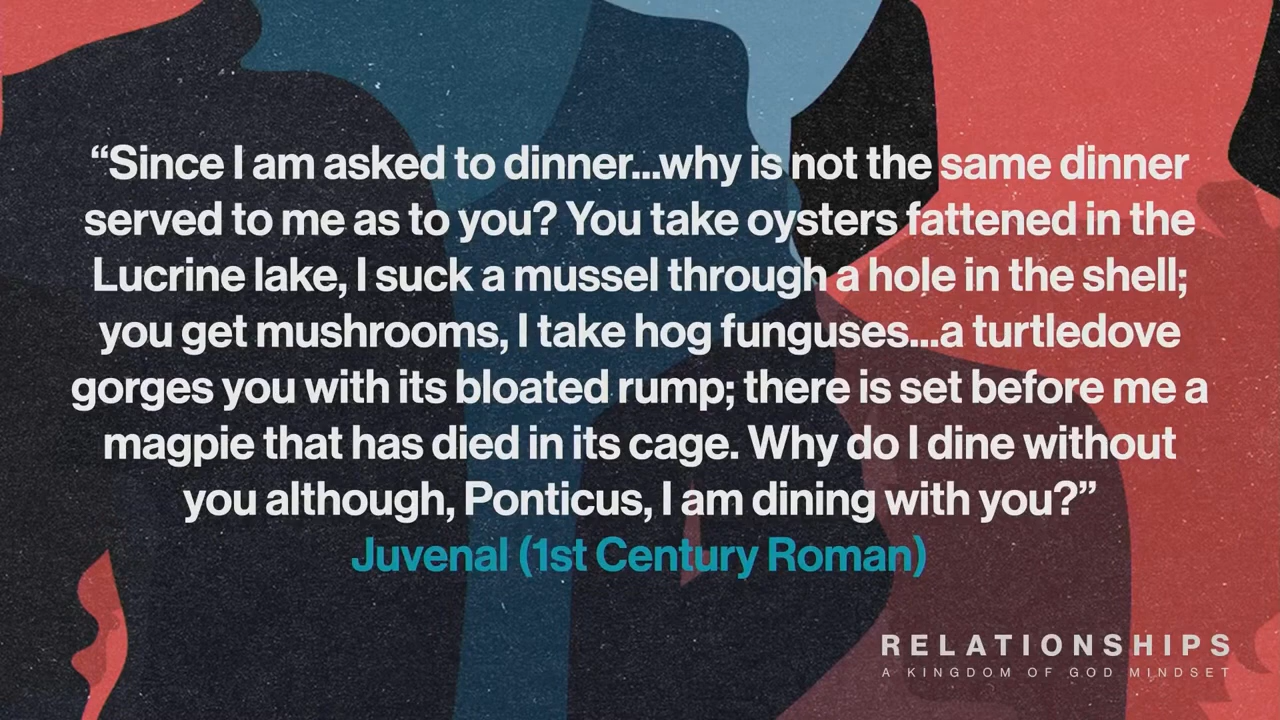 “Since I am asked to dinner...why is not the same dinner
served to me as to you? You take oysters fattened in the
Lucrine lake, I suck a mussel through a hole in the shell;
you get mushrooms, I take hog funguses...a turtledove
gorges you with its bloated rump; there is set before me a
magpie that has died in its cage. Why do I dine without
you although, Ponticus, I am dining with you?”
Juvenal (1st Century Roman)
RELATIONSHIPS
A KINGDOM OF GOD MINDSET